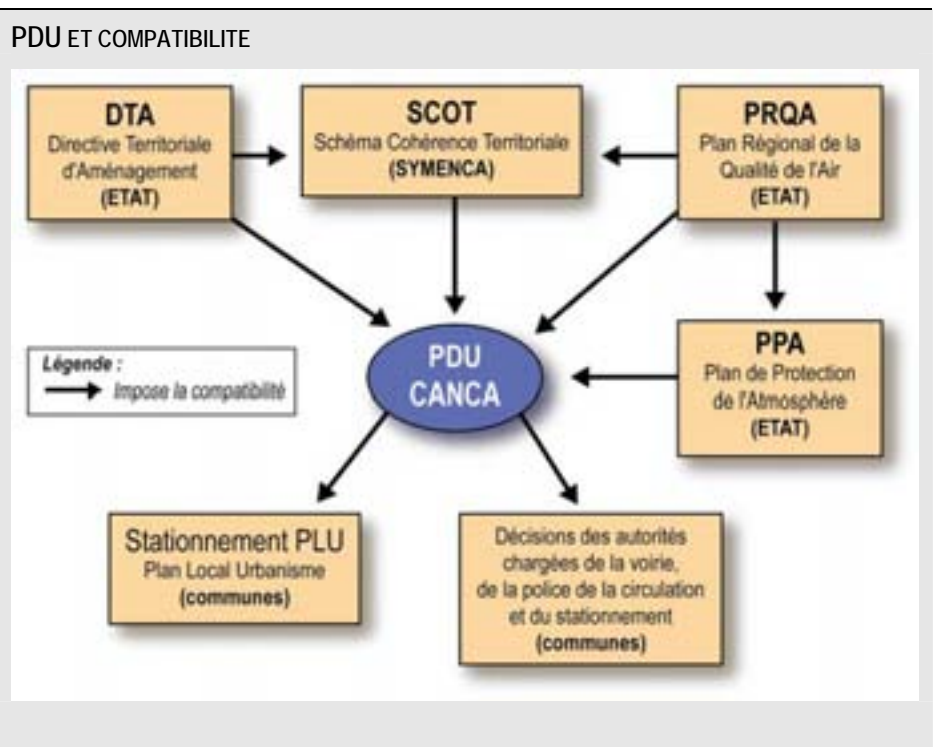 PDU ET COMPATIBILITE
DTA
Directive Territoriale
d'Aménagement
(ETAT)
SCOT
Schéma Cohérence Territoriale
(SYMENCA)
PRQA
Plan Régional de la
Qualité de l'Air
(ETAT)
Légende :
Impose la compatibilité
PDU
CANCA
PPA
Plan de Protection
de l'Atmosphère
(ETAT)
Stationnement PLU
Plan Local Urbanisme
(communes)
Décisions des autorités
chargées de la voirie,
de la police de la circulation
et du stationnement
(communes)